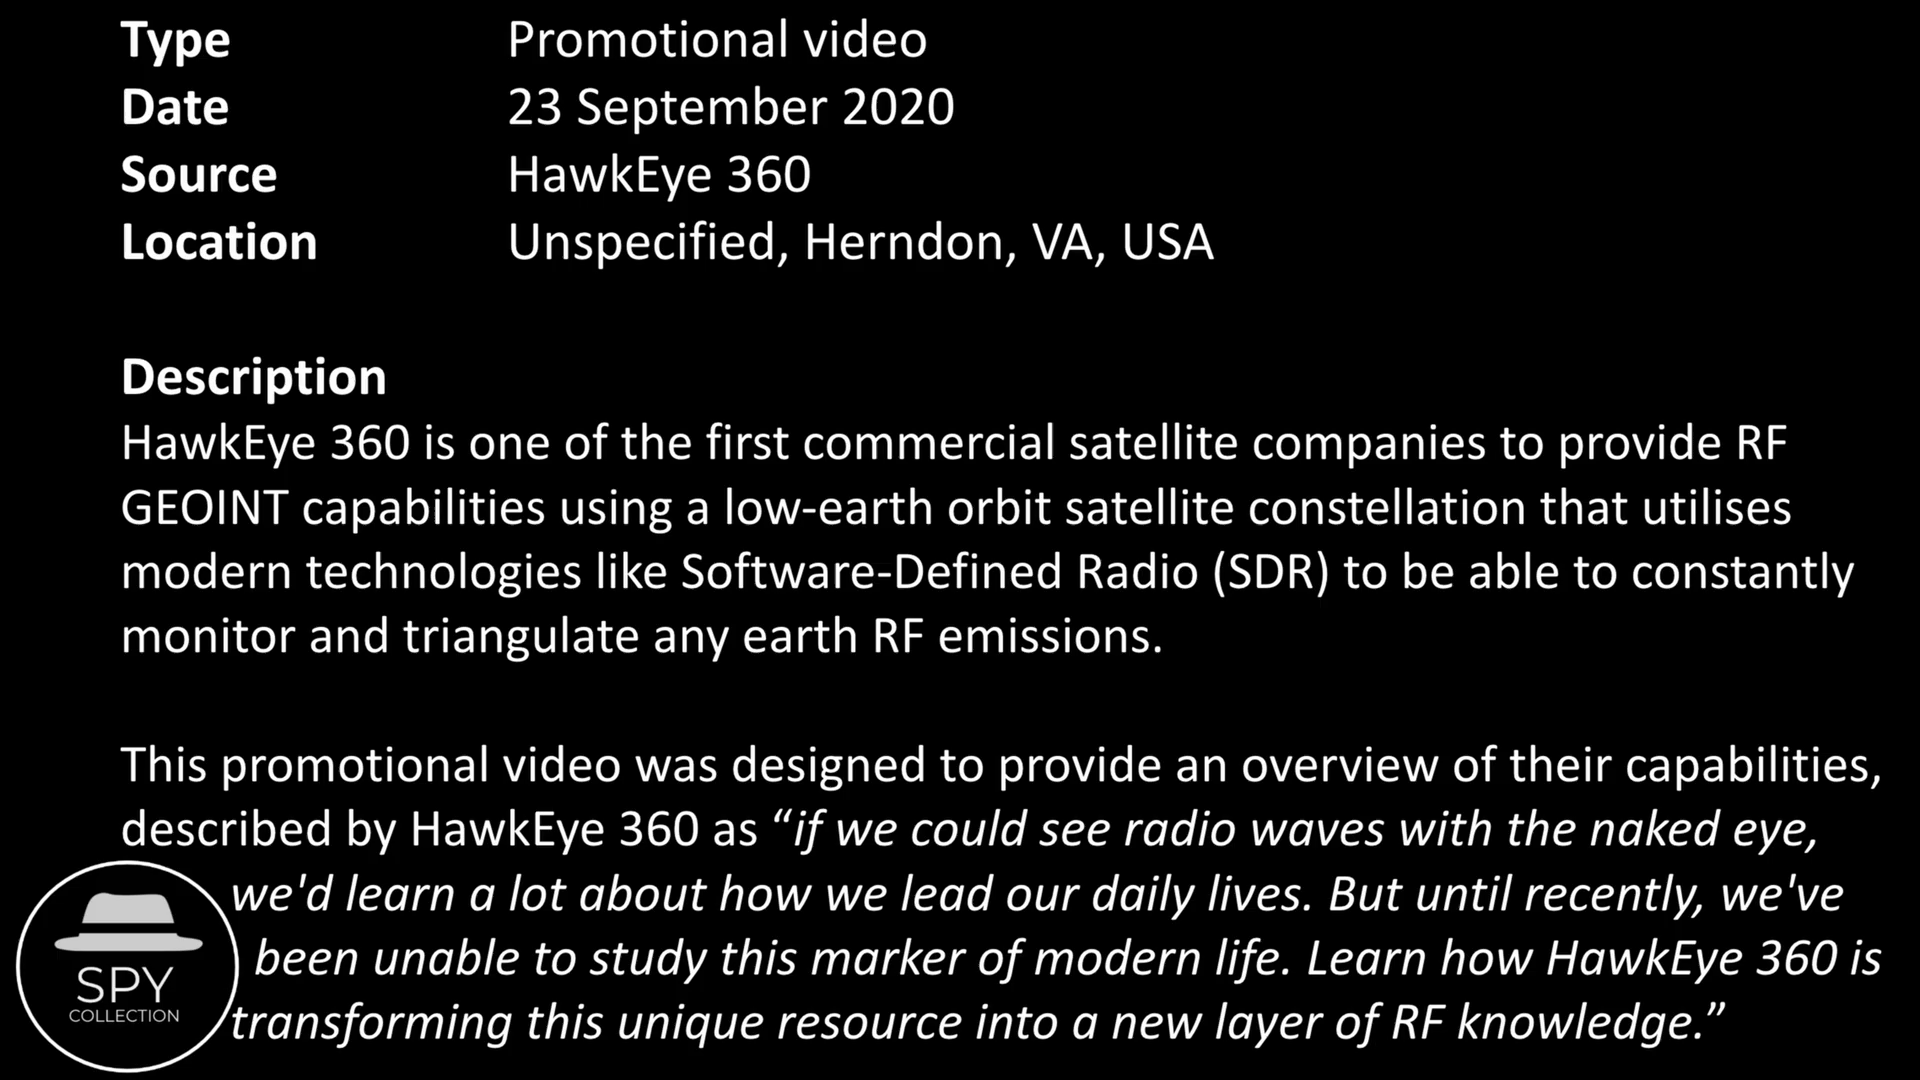 Type Promotional video
Date 23 September 2020
Source HawkEye 360
Location Unspecified, Herndon, VA, USA
Description
HawkEye 360 is one of the first commercial satellite companies to provide RF
GEOINT capabilities using a low-earth orbit satellite constellation that utilises
modern technologies like Software-Defined Radio (SDR) to be able to constantly
monitor and triangulate any earth RF emissions.
This promotional video was designed to provide an overview of their capabilities,
described by HawkEye 360 as “if we could see radio waves with the naked eye,
we'd learn a lot about how we lead our daily lives. But until recently, we've
been unable to study this marker of modern life. Learn how HawkEye 360 is
transforming this unique resource into a new layer of RF knowledge.”
SPY
COLLECTION